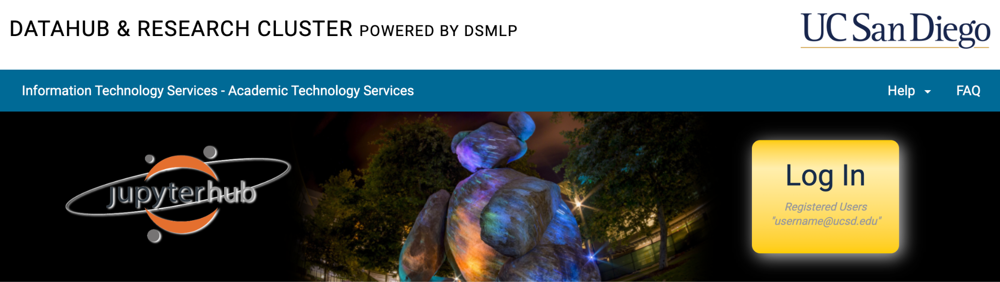 DATAHUB & RESEARCH CLUSTER POWERED BY DSMLP
UC San Diego
Information Technology Services - Academic Technology Services
Help
FAQ
jupyterhub
Log In
Registered Users
"username@ucsd.edu"